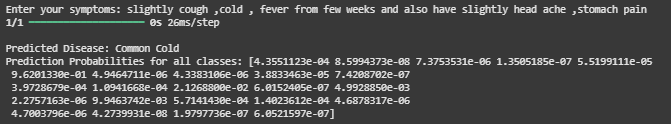 Enter your symptoms: slightly cough ,cold , fever from few weeks and also have slightly head ache ,stomach pain
1/1 ━━━━━━━━━━━━━━━━━━━━ 0s 26ms/step
Predicted Disease: Common Cold
Prediction Probabilities for all classes: [4.3551123e-04 8.5994373e-08 7.3753531e-06 1.3505185e-07 5.5199111e-05
9.6201330e-01 4.9464711e-06 4.3383106e-06 3.8833463e-05 7.4208702e-07
3.9728679e-04 1.0941668e-04 2.1268800e-02 6.0152405e-07 4.9928850e-03
2.2757163e-06 9.9463742e-03 5.7141430e-04 1.4023612e-04 4.6878317e-06
4.7003796e-06 4.2739931e-08 1.9797736e-07 6.0521597e-07]